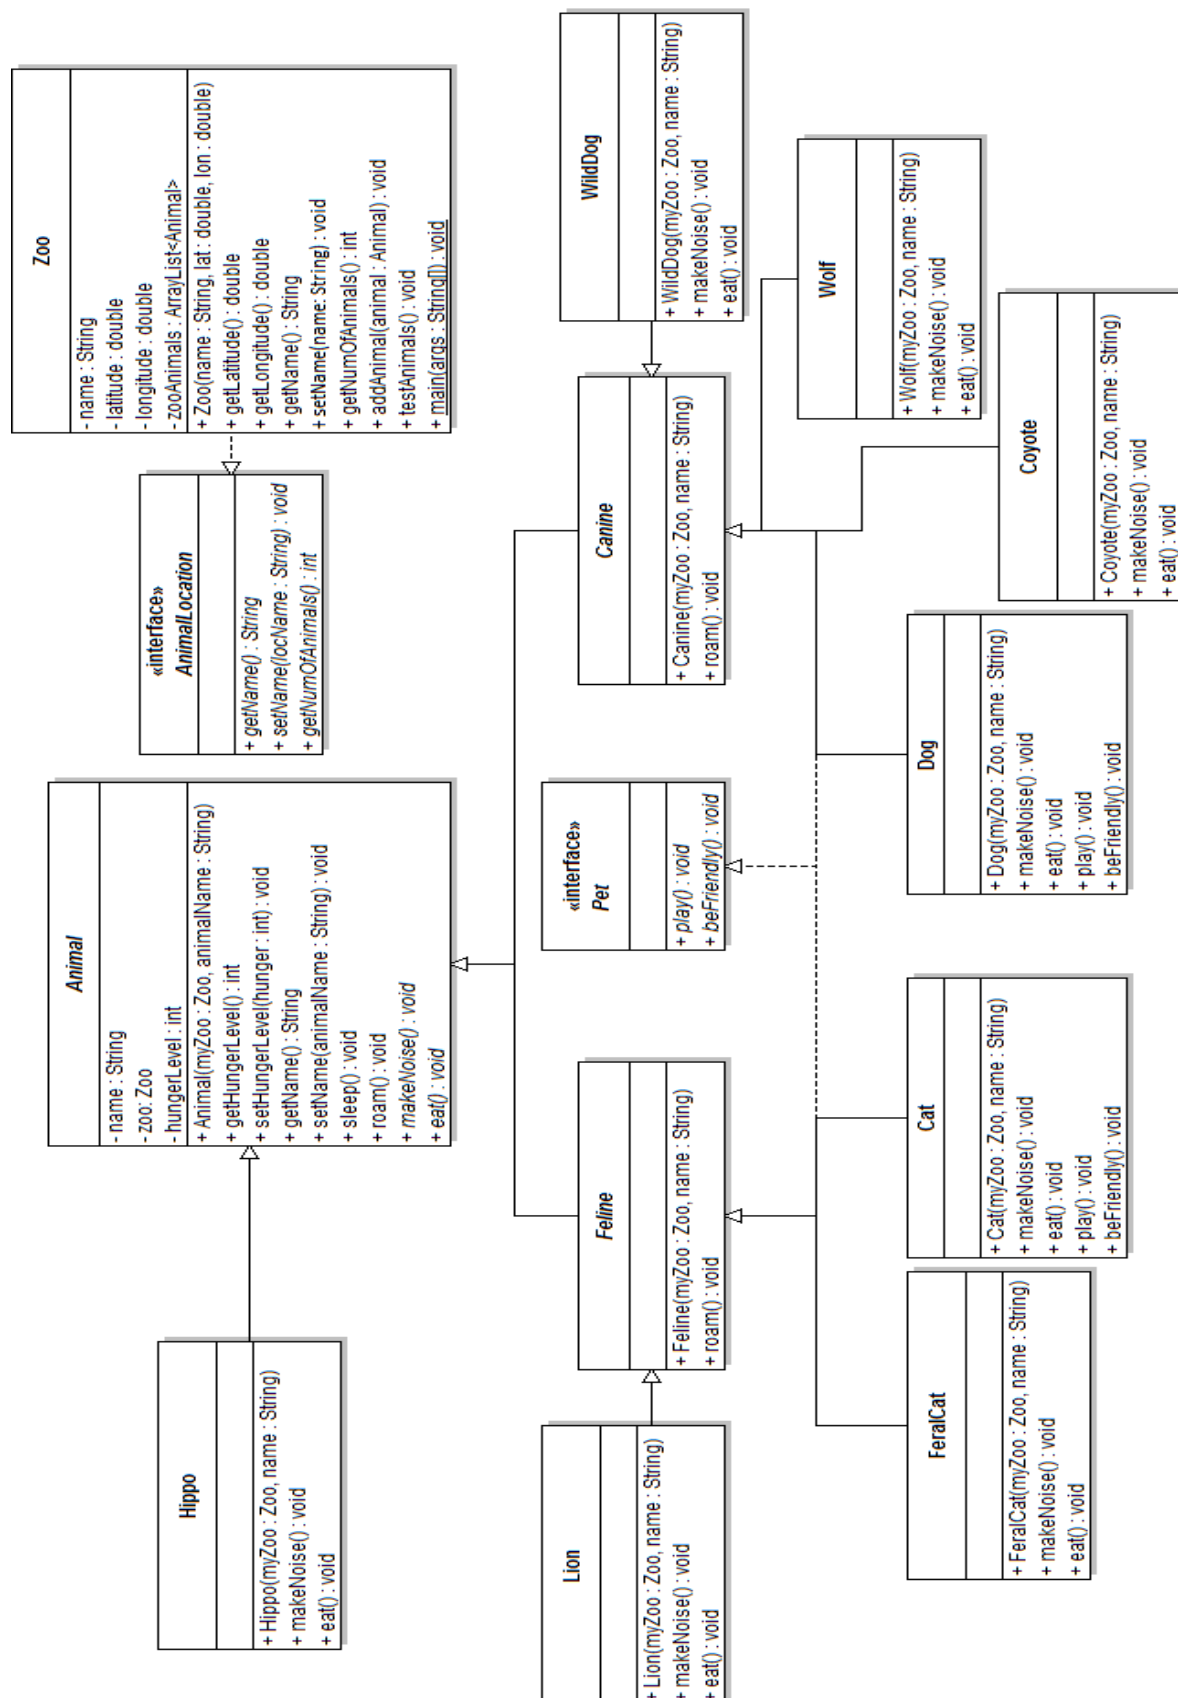 Hippo
+ Hippo(myZoo : Zoo, name : String)
+ makeNoise() : void
+ eat() : void
Animal
- name : String
- zoo: Zoo
- hungerLevel : int
+ Animal(myZoo : Zoo, animalName : String)
+ getHungerLevel() : int
+ setHungerLevel(hunger : int) : void
+ getName() : String
+ setName(animalName : String) : void
+ sleep() : void
+ roam() : void
+ makeNoise() : void
+ eat() : void
«interface»
AnimalLocation
+ getName() : String
+ setName(locName : String) : void
+ getNumOfAnimals() : int
Zoo
- name : String
- latitude : double
- longitude : double
- zooAnimals : ArrayList<Animal>
+ Zoo(name : String, lat : double, lon : double)
+ getLatitude() : double
+ getLongitude() : double
+ getName() : String
+ setName(name: String) : void
+ getNumOfAnimals() : int
+ addAnimal(animal : Animal) : void
+ testAnimals() : void
+ main(args : String[]) : void
Lion
+ Lion(myZoo : Zoo, name : String)
+ makeNoise() : void
+ eat() : void
Feline
+ Feline(myZoo : Zoo, name : String)
+ roam() : void
«interface»
Pet
+ play() : void
+ beFriendly() : void
Canine
+ Canine(myZoo : Zoo, name : String)
+ roam() : void
WildDog
+ WildDog(myZoo : Zoo, name : String)
+ makeNoise() : void
+ eat() : void
Wolf
+ Wolf(myZoo : Zoo, name : String)
+ makeNoise() : void
+ eat() : void
FeralCat
+ FeralCat(myZoo : Zoo, name : String)
+ makeNoise() : void
+ eat() : void
Cat
+ Cat(myZoo : Zoo, name : String)
+ makeNoise() : void
+ eat() : void
+ play() : void
+ beFriendly() : void
Dog
+ Dog(myZoo : Zoo, name : String)
+ makeNoise() : void
+ eat() : void
+ play() : void
+ beFriendly() : void
Coyote
+ Coyote(myZoo : Zoo, name : String)
+ makeNoise() : void
+ eat() : void